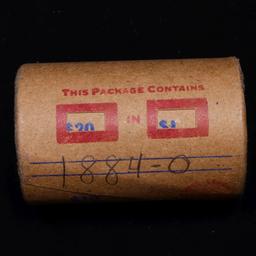 THIS PACKAGE CONTAINS
$20 IN $1
1884-O